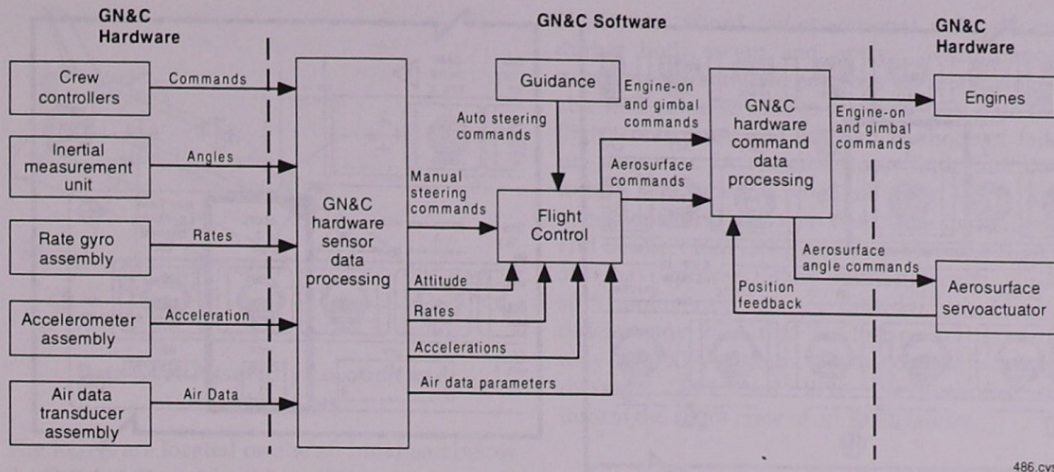 GN&C
Hardware
GN&C Software
GN&C
Hardware
Crew
controllers
Commands
Inertial
measurement
unit
Angles
Rate gyro
assembly
Rates
Accelerometer
assembly
Acceleration
Air data
transducer
assembly
Air Data
GN&C
hardware
sensor
data
processing
Manual
steering
commands
Attitude
Rates
Accelerations
Air data parameters
Guidance
Auto steering
commands
Flight
Control
Engine-on
and gimbal
commands
Aerosurface
commands
GN&C
hardware
command
data
processing
Engine-on
and gimbal
commands
Engines
Aerosurface
angle commands
Position
feedback
Aerosurface
servoactuator
486.cvs